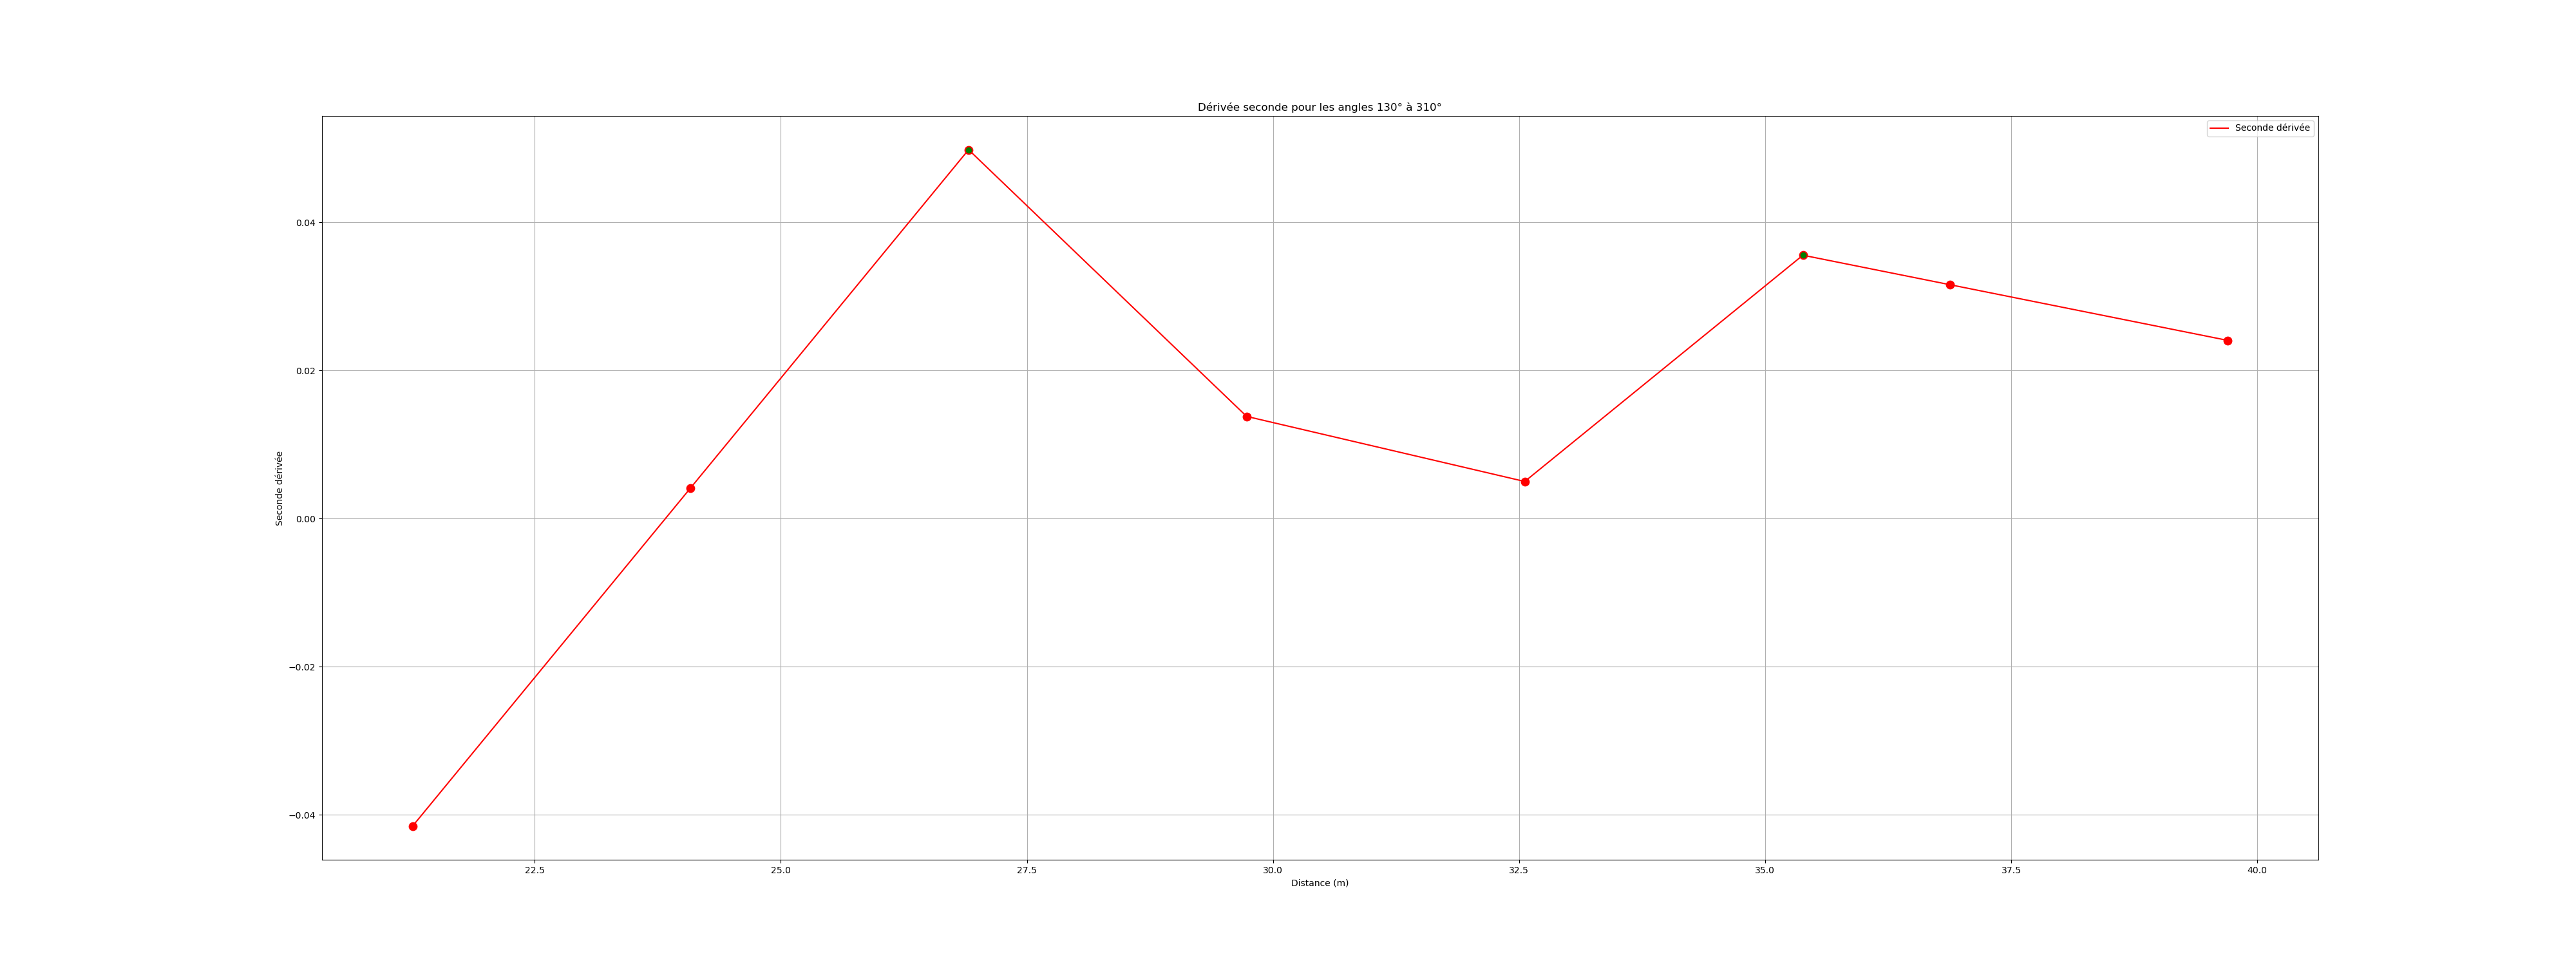 Dérivée seconde pour les angles 130° à 310°
Seconde dérivée
0.04
0.02
0.00
−0.02
−0.04
Seconde dérivée
22.5 25.0 27.5 30.0 32.5 35.0 37.5 40.0
Distance (m)